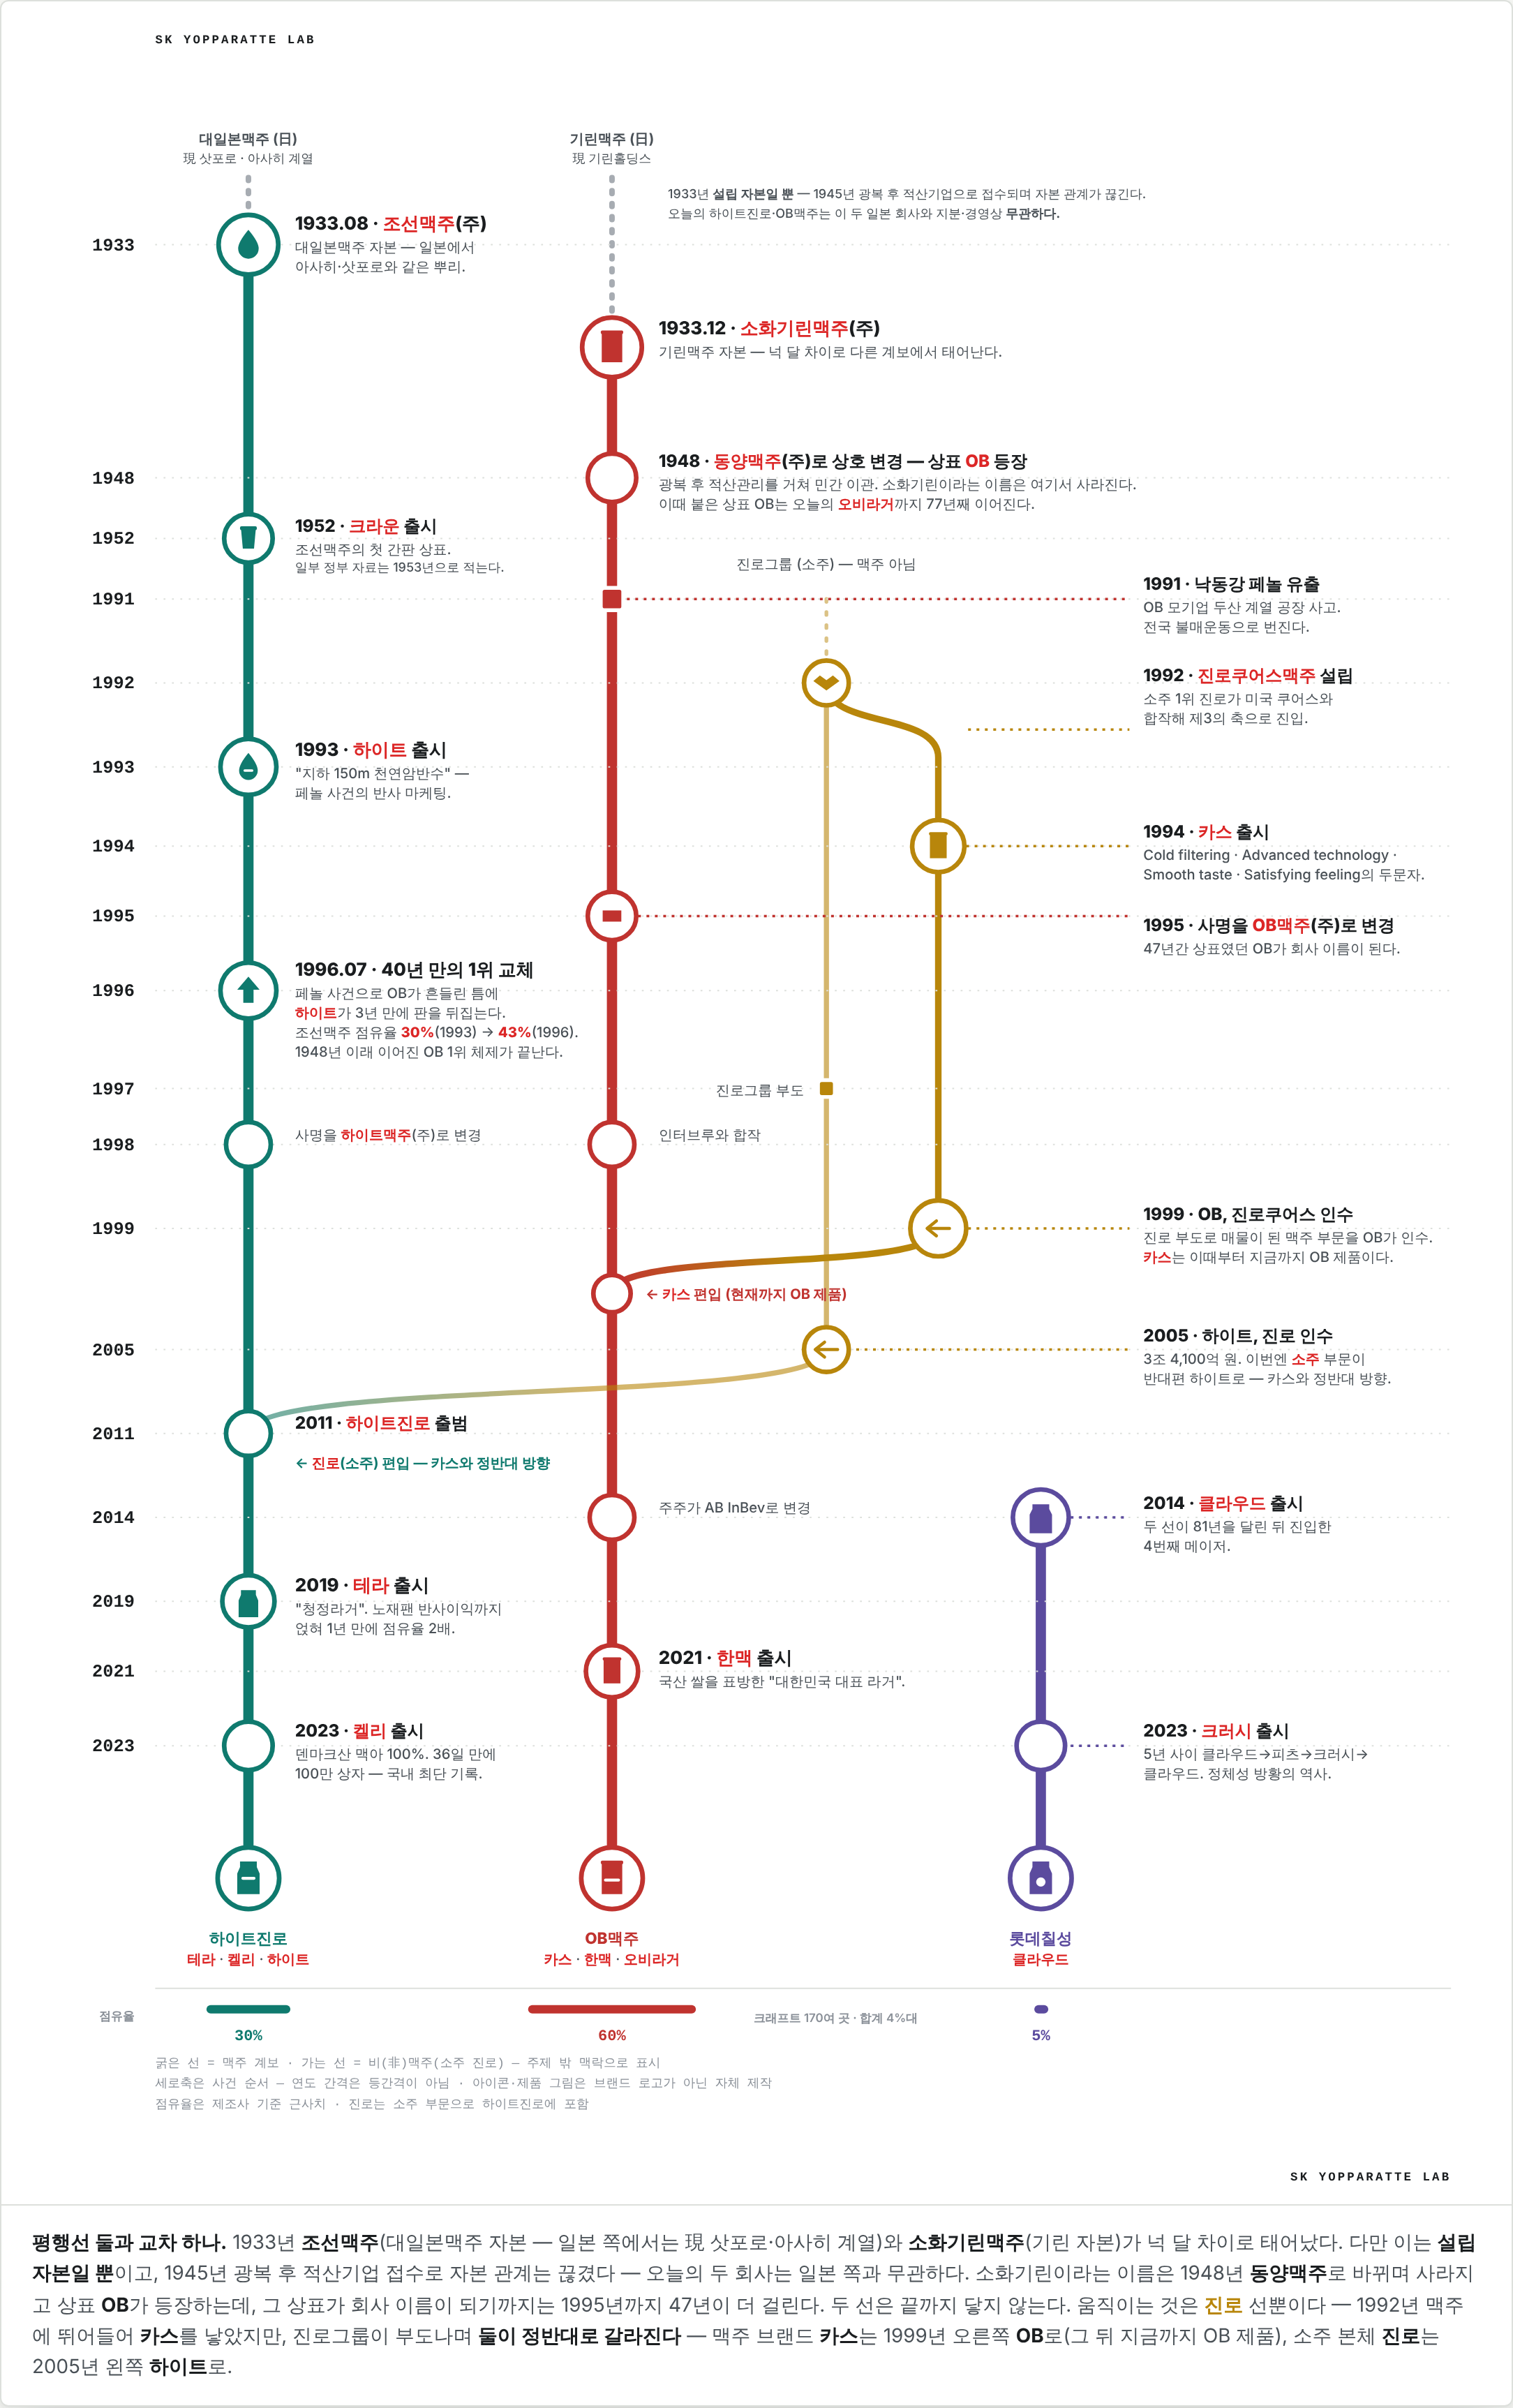 SK YOPPARATTE LAB
대일본맥주 (日)
現 삿포로 · 아사히 계열
기린맥주 (日)
現 기린홀딩스
1933년 설립 자본일 뿐 — 1945년 광복 후 적산기업으로 접수되며 자본 관계가 끊긴다.
오늘의 하이트진로·OB맥주는 이 두 일본 회사와 지분·경영상 무관하다.
1933
1933.08 · 조선맥주(주)
대일본맥주 자본 — 일본에서
아사히·삿포로와 같은 뿌리.
1933.12 · 소화기린맥주(주)
기린맥주 자본 — 넉 달 차이로 다른 계보에서 태어난다.
1948
1948 · 동양맥주(주)로 상호 변경 — 상표 OB 등장
광복 후 적산관리를 거쳐 민간 이관. 소화기린이라는 이름은 여기서 사라진다.
이때 붙은 상표 OB는 오늘의 오비라거까지 77년째 이어진다.
1952
1952 · 크라운 출시
조선맥주의 첫 간판 상표.
일부 정부 자료는 1953년으로 적는다.
진로그룹 (소주) — 맥주 아님
1991
1991 · 낙동강 페놀 유출
OB 모기업 두산 계열 공장 사고.
전국 불매운동으로 번진다.
1992
1992 · 진로쿠어스맥주 설립
소주 1위 진로가 미국 쿠어스와
합작해 제3의 축으로 진입.
1993
1993 · 하이트 출시
"지하 150m 천연암반수" —
페놀 사건의 반사 마케팅.
1994
1994 · 카스 출시
Cold filtering · Advanced technology ·
Smooth taste · Satisfying feeling의 두문자.
1995
1995 · 사명을 OB맥주(주)로 변경
47년간 상표였던 OB가 회사 이름이 된다.
1996
1996.07 · 40년 만의 1위 교체
페놀 사건으로 OB가 흔들린 틈에
하이트가 3년 만에 판을 뒤집는다.
조선맥주 점유율 30%(1993) → 43%(1996).
1948년 이래 이어진 OB 1위 체제가 끝난다.
1997
진로그룹 부도
1998
사명을 하이트맥주(주)로 변경
인터브루와 합작
1999
1999 · OB, 진로쿠어스 인수
진로 부도로 매물이 된 맥주 부문을 OB가 인수.
카스는 이때부터 지금까지 OB 제품이다.
← 카스 편입 (현재까지 OB 제품)
2005
2005 · 하이트, 진로 인수
3조 4,100억 원. 이번엔 소주 부문이
반대편 하이트로 — 카스와 정반대 방향.
2011
2011 · 하이트진로 출범
← 진로(소주) 편입 — 카스와 정반대 방향
2014
주주가 AB InBev로 변경
2014 · 클라우드 출시
두 선이 81년을 달린 뒤 진입한
4번째 메이저.
2019
2019 · 테라 출시
"청정라거". 노재팬 반사이익까지
얹혀 1년 만에 점유율 2배.
2021
2021 · 한맥 출시
국산 쌀을 표방한 "대한민국 대표 라거".
2023
2023 · 켈리 출시
덴마크산 맥아 100%. 36일 만에
100만 상자 — 국내 최단 기록.
2023 · 크러시 출시
5년 사이 클라우드→피츠→크러시→
클라우드. 정체성 방황의 역사.
하이트진로
테라 · 켈리 · 하이트
OB맥주
카스 · 한맥 · 오비라거
롯데칠성
클라우드
점유율
30%
60%
크래프트 170여 곳 · 합계 4%대
5%
굵은 선 = 맥주 계보 · 가는 선 = 비(非)맥주(소주 진로) — 주제 밖 맥락으로 표시
세로축은 사건 순서 — 연도 간격은 등간격이 아님 · 아이콘·제품 그림은 브랜드 로고가 아닌 자체 제작
점유율은 제조사 기준 근사치 · 진로는 소주 부문으로 하이트진로에 포함
SK YOPPARATTE LAB
평행선 둘과 교차 하나. 1933년 조선맥주(대일본맥주 자본 — 일본 쪽에서는 現 삿포로·아사히 계열)와 소화기린맥주(기린 자본)가 넉 달 차이로 태어났다. 다만 이는 설립
자본일 뿐이고, 1945년 광복 후 적산기업 접수로 자본 관계는 끊겼다 — 오늘의 두 회사는 일본 쪽과 무관하다. 소화기린이라는 이름은 1948년 동양맥주로 바뀌며 사라지
고 상표 OB가 등장하는데, 그 상표가 회사 이름이 되기까지는 1995년까지 47년이 더 걸린다. 두 선은 끝까지 닿지 않는다. 움직이는 것은 진로 선뿐이다 — 1992년 맥주
에 뛰어들어 카스를 낳았지만, 진로그룹이 부도나며 둘이 정반대로 갈라진다 — 맥주 브랜드 카스는 1999년 오른쪽 OB로(그 뒤 지금까지 OB 제품), 소주 본체 진로는
2005년 왼쪽 하이트로.